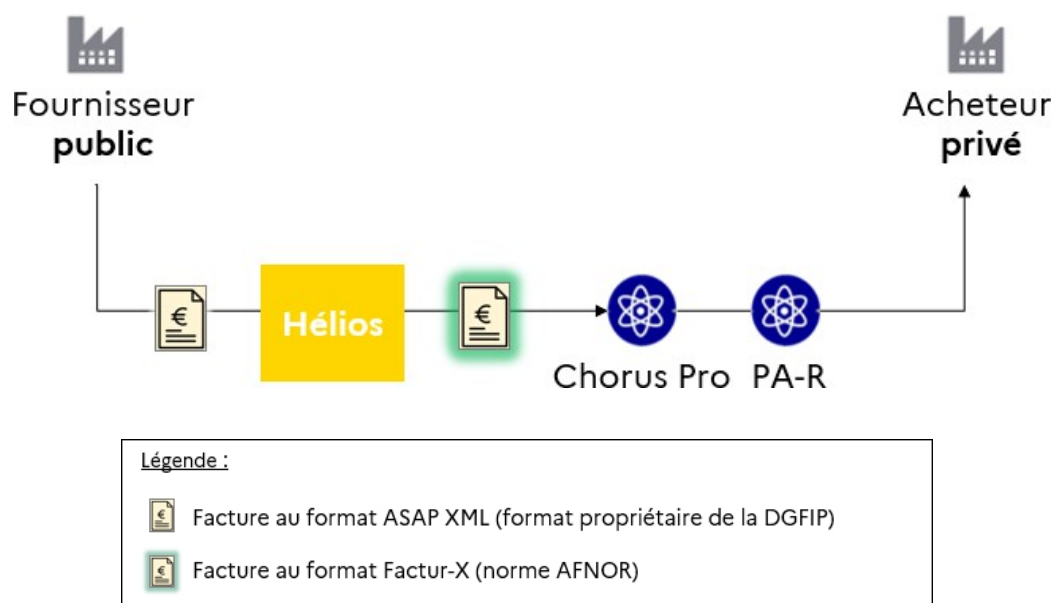 Fournisseur
public
Acheteur
privé
€
Hélios
€
Chorus Pro
PA-R
Légende :
€
Facture au format ASAP XML (format propriétaire de la DGFIP)
€
Facture au format Factur-X (norme AFNOR)